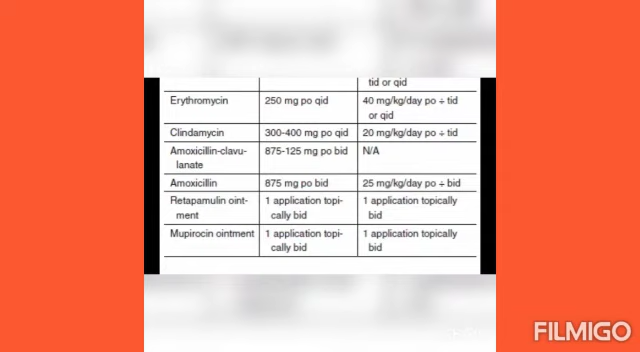 tid or qid
Erythromycin 250 mg po qid 40 mg/kg/day po ÷ tid
or qid
Clindamycin 300-400 mg po qid 20 mg/kg/day po ÷ tid
Amoxicillin-clavu- 875-125 mg po bid N/A
lanate
Amoxicillin 875 mg po bid 25 mg/kg/day po ÷ bid
Retapamulin oint- 1 application topi- 1 application topically
ment cally bid bid
Mupirocin ointment 1 application topi- 1 application topically
cally bid bid
FILMIGO